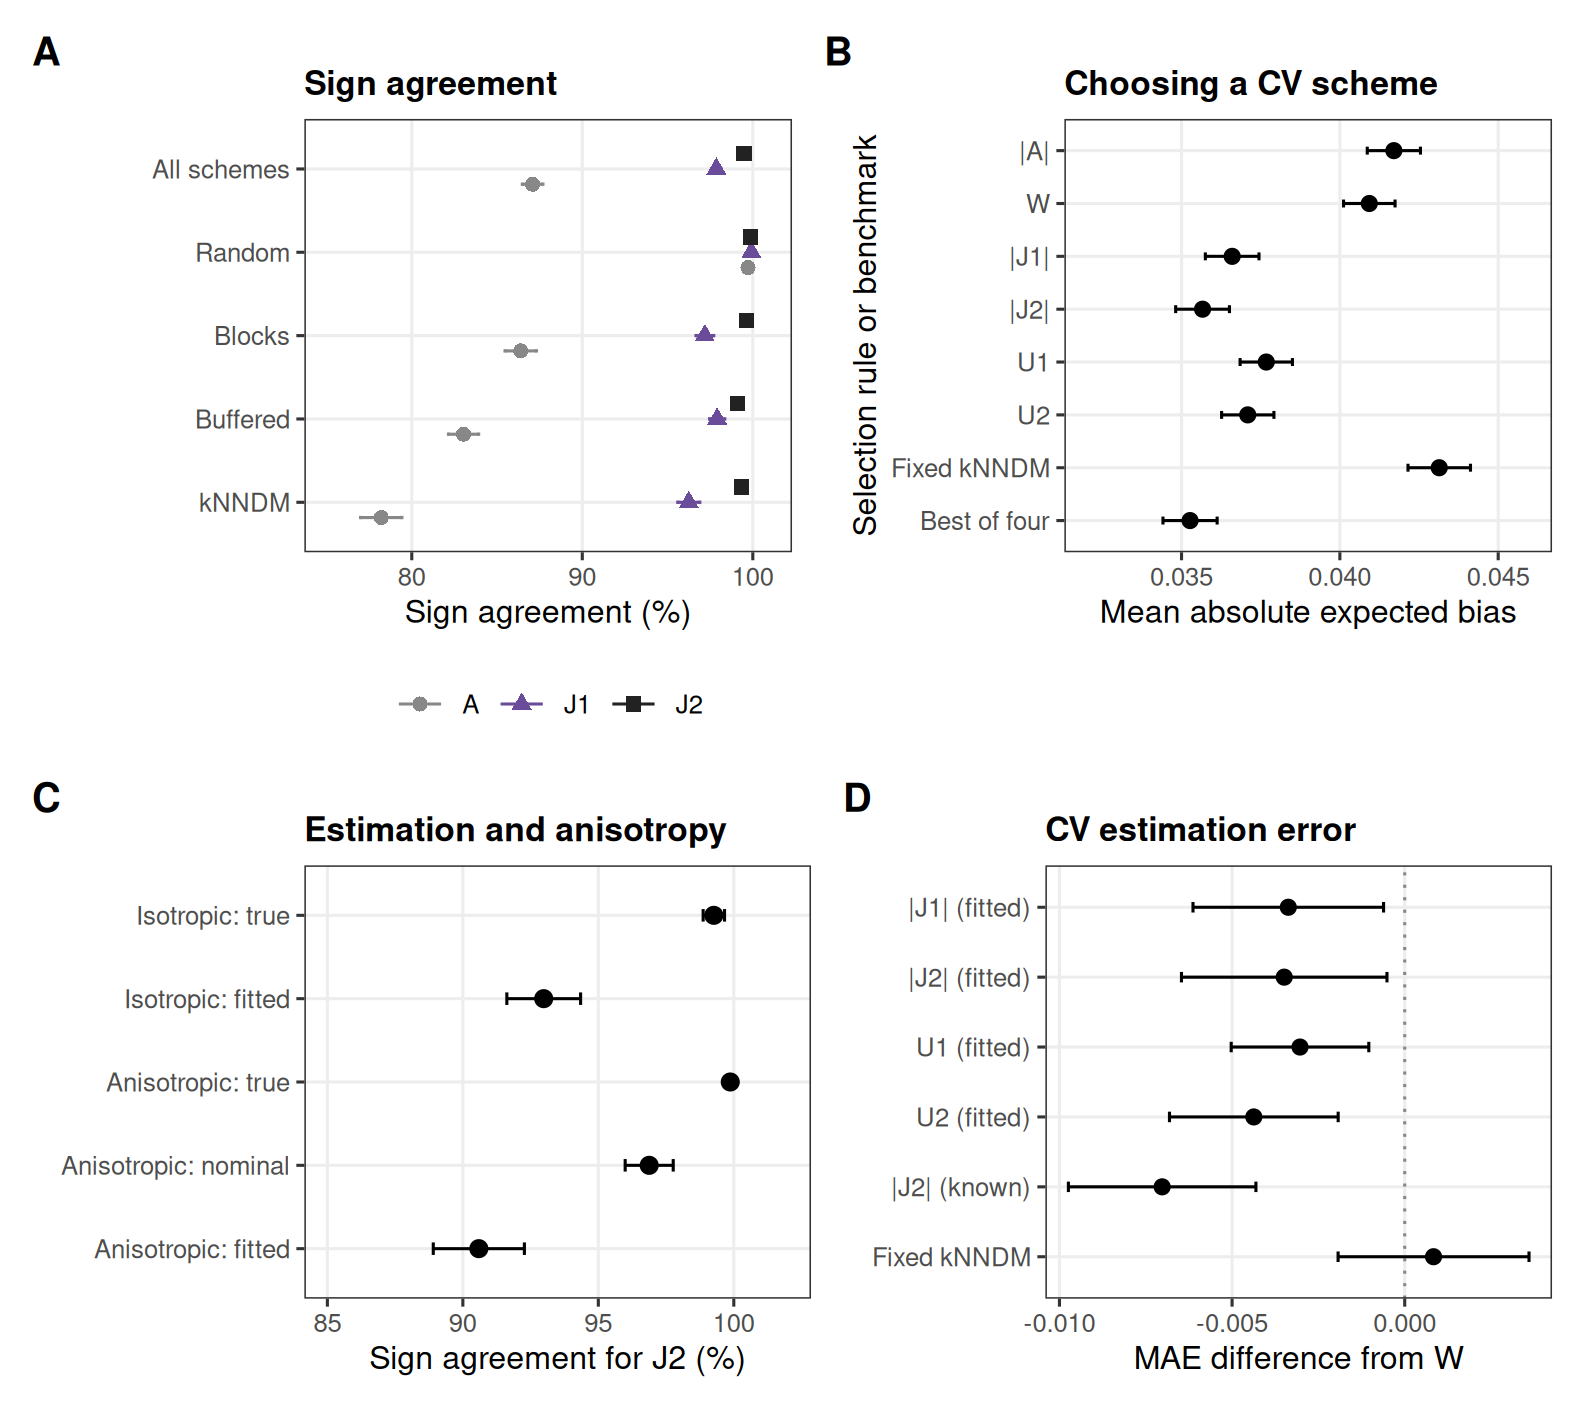 A
Sign agreement
All schemes
Random
Blocks
Buffered
kNNDM
80 90 100
Sign agreement (%)
A J1 J2
B
Choosing a CV scheme
Selection rule or benchmark
|A|
W
|J1|
|J2|
U1
U2
Fixed kNNDM
Best of four
0.035 0.040 0.045
Mean absolute expected bias
C
Estimation and anisotropy
Isotropic: true
Isotropic: fitted
Anisotropic: true
Anisotropic: nominal
Anisotropic: fitted
85 90 95 100
Sign agreement for J2 (%)
D
CV estimation error
|J1| (fitted)
|J2| (fitted)
U1 (fitted)
U2 (fitted)
|J2| (known)
Fixed kNNDM
-0.010 -0.005 0.000
MAE difference from W